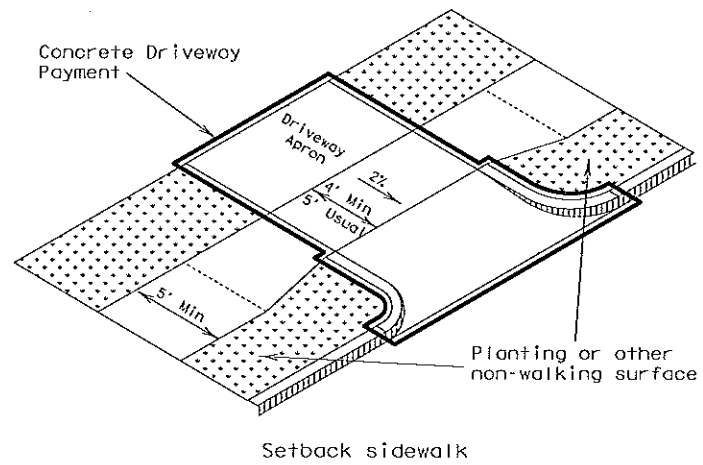 Concrete Driveway
Payment
Driveway
Apron
2%
4' Min
5' Usual
5' Min
Planting or other
non-walking surface
Setback sidewalk